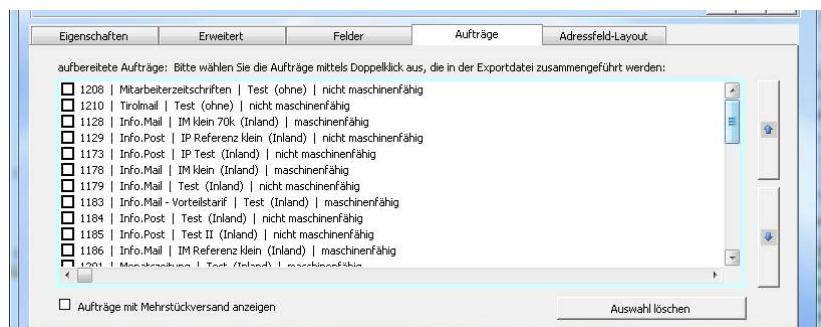 Eigenschaften Erweitert Felder Aufträge Adressfeld-Layout
aufbereitete Aufträge: Bitte wählen Sie die Aufträge mittels Doppelklick aus, die in der Exportdatei zusammengeführt werden:
1208 | Mitarbeiterzeitschriften | Test (ohne) | nicht maschinenfähig
1210 | Tirolmail | Test (ohne) | nicht maschinenfähig
1128 | Info.Mail | IM klein 70k (Inland) | maschinenfähig
1129 | Info.Post | IP Referenz klein (Inland) | nicht maschinenfähig
1173 | Info.Post | IP Test (Inland) | nicht maschinenfähig
1178 | Info.Mail | IM klein (Inland) | maschinenfähig
1179 | Info.Mail | Test (Inland) | nicht maschinenfähig
1183 | Info.Mail - Vorteilstarif | Test (Inland) | maschinenfähig
1184 | Info.Post | Test (Inland) | nicht maschinenfähig
1185 | Info.Post | Test II (Inland) | nicht maschinenfähig
1186 | Info.Mail | IM Referenz klein (Inland) | maschinenfähig
1201 | Monatszeitung | Test (Inland) | maschinenfähig
Aufträge mit Mehrstückversand anzeigen
Auswahl löschen